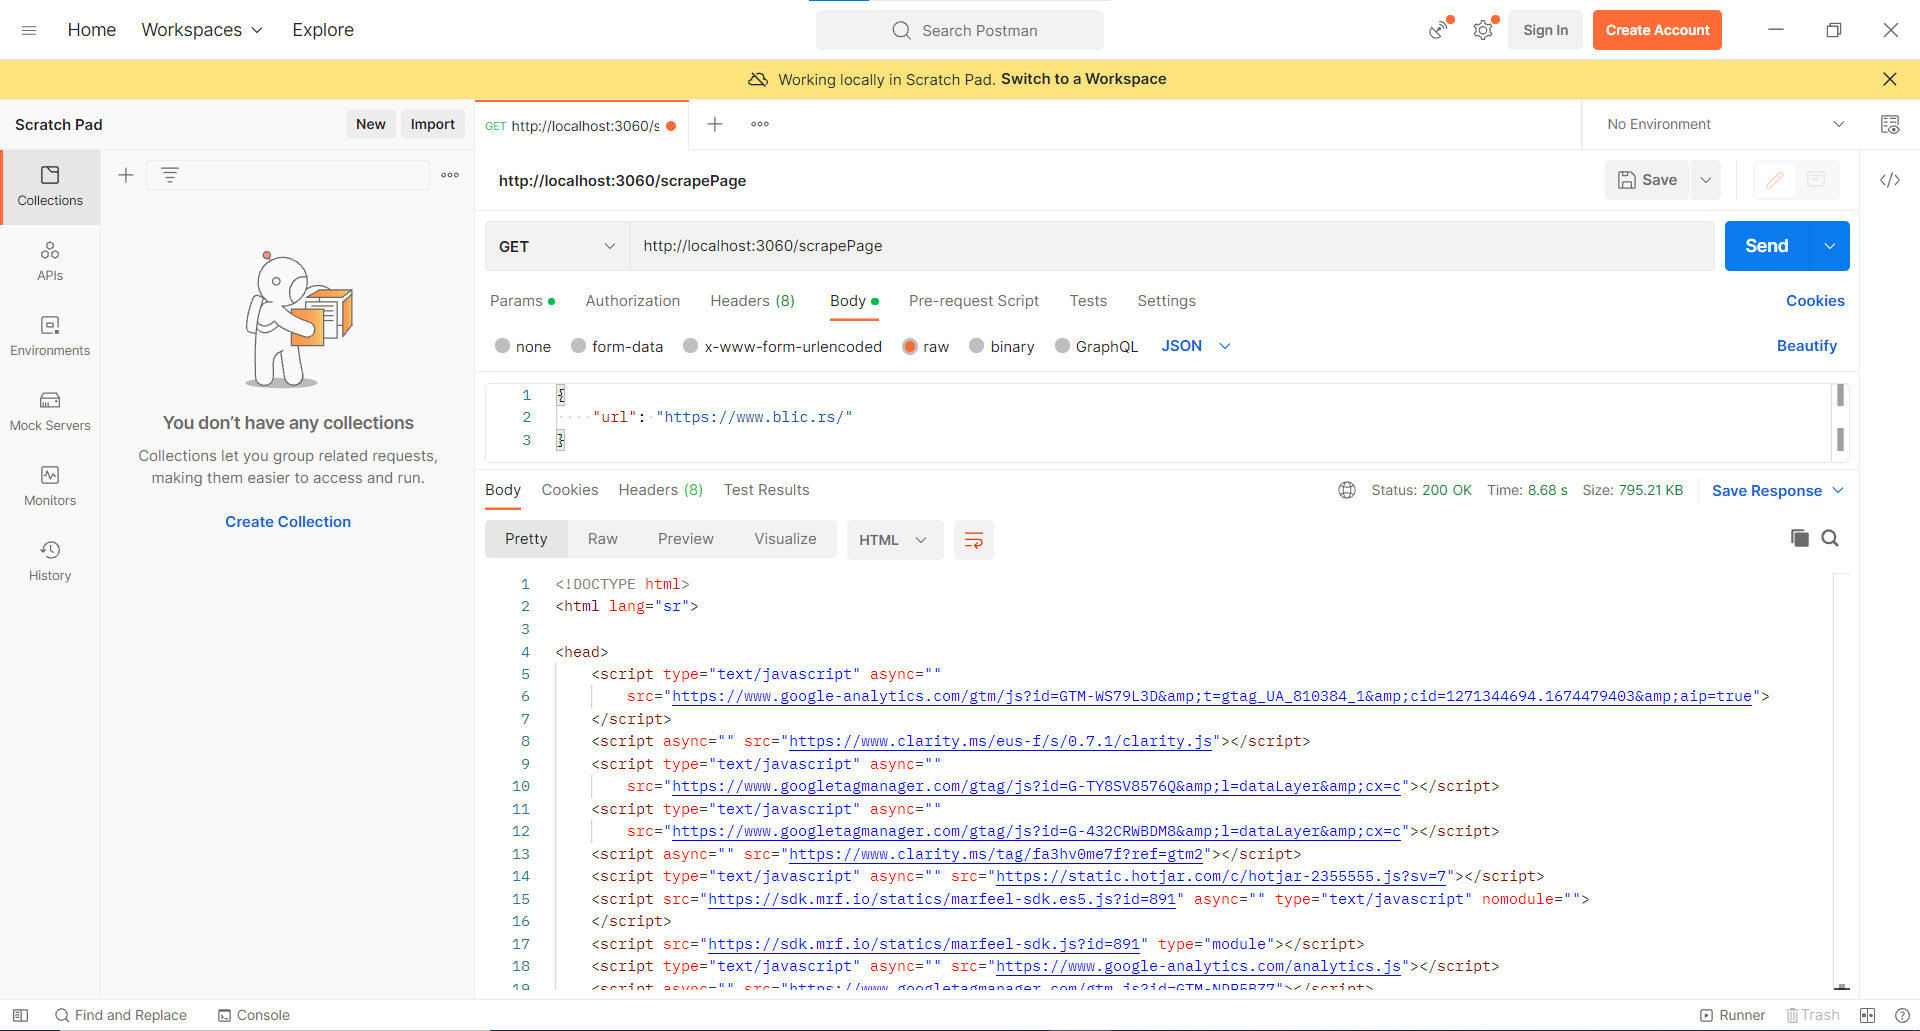 Home Workspaces Explore
Search Postman
Sign In Create Account
Working locally in Scratch Pad. Switch to a Workspace
Scratch Pad New Import
GET http://localhost:3060/s
No Environment
Collections
APIs
Environments
Mock Servers
Monitors
History
You don’t have any collections
Collections let you group related requests,
making them easier to access and run.
Create Collection
http://localhost:3060/scrapePage
Save
GET http://localhost:3060/scrapePage Send
Params Authorization Headers (8) Body Pre-request Script Tests Settings Cookies
none form-data x-www-form-urlencoded raw binary GraphQL JSON Beautify
1 {
2 ····"url":·"https://www.blic.rs/"
3 }
Body Cookies Headers (8) Test Results Status: 200 OK Time: 8.68 s Size: 795.21 KB Save Response
Pretty Raw Preview Visualize HTML
1 <!DOCTYPE html>
2 <html lang="sr">
3
4 <head>
5 <script type="text/javascript" async=""
6 src="https://www.google-analytics.com/gtm/js?id=GTM-WS79L3D&amp;t=gtag_UA_810384_1&amp;cid=1271344694.1674479403&amp;aip=true">
7 </script>
8 <script async="" src="https://www.clarity.ms/eus-f/s/0.7.1/clarity.js"></script>
9 <script type="text/javascript" async=""
10 src="https://www.googletagmanager.com/gtag/js?id=G-TY8SV8576Q&amp;l=dataLayer&amp;cx=c"></script>
11 <script type="text/javascript" async=""
12 src="https://www.googletagmanager.com/gtag/js?id=G-432CRWBDM8&amp;l=dataLayer&amp;cx=c"></script>
13 <script async="" src="https://www.clarity.ms/tag/fa3hv0me7f?ref=gtm2"></script>
14 <script type="text/javascript" async="" src="https://static.hotjar.com/c/hotjar-2355555.js?sv=7"></script>
15 <script src="https://sdk.mrf.io/statics/marfeel-sdk.es5.js?id=891" async="" type="text/javascript" nomodule="">
16 </script>
17 <script src="https://sdk.mrf.io/statics/marfeel-sdk.js?id=891" type="module"></script>
18 <script type="text/javascript" async="" src="https://www.google-analytics.com/analytics.js"></script>
19 <script async="" src="https://www.googletagmanager.com/gtm.js?id=GTM-NDP5BZ7"></script>
Find and Replace Console Runner Trash